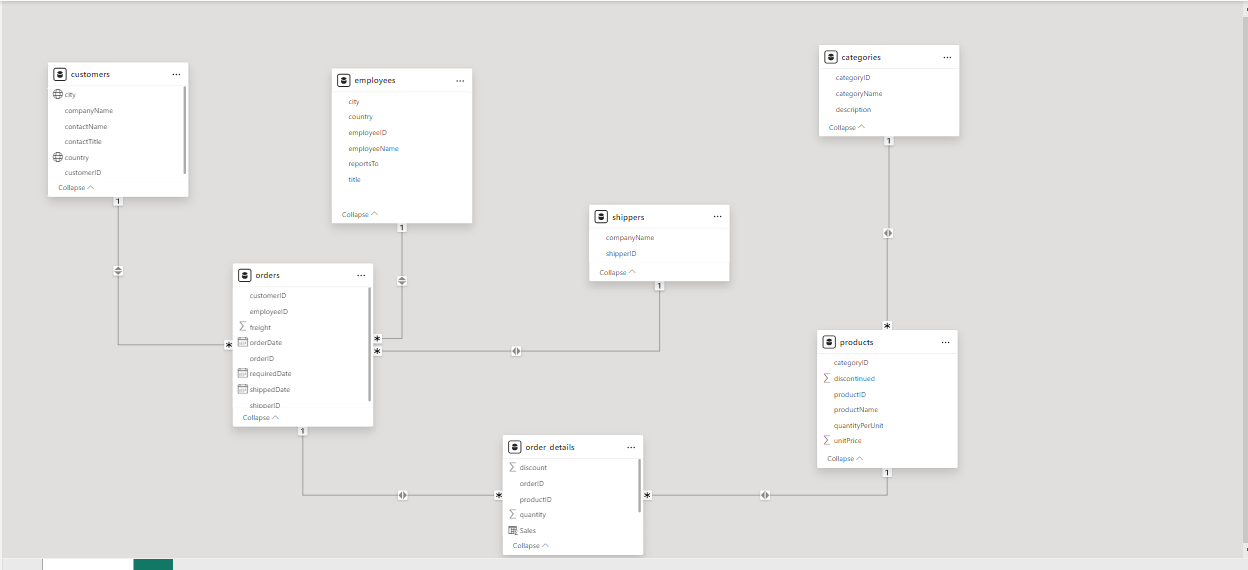 customers
city
companyName
contactName
contactTitle
country
customerID
Collapse
1
employees
city
country
employeeID
employeeName
reportsTo
title
Collapse
1
categories
categoryID
categoryName
description
Collapse
1
shippers
companyName
shipperID
Collapse
1
orders
customerID
employeeID
freight
orderDate
orderID
requiredDate
shippedDate
shipperID
Collapse
1
*
*
*
products
categoryID
discontinued
productID
productName
quantityPerUnit
unitPrice
Collapse
1
*
order_details
discount
orderID
productID
quantity
Sales
Collapse
*
*